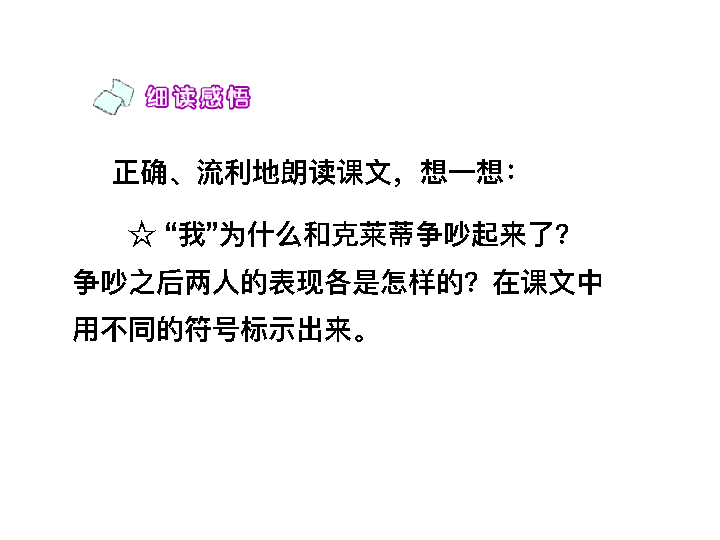 细读感悟
正确、流利地朗读课文，想一想：
☆ “我”为什么和克莱蒂争吵起来了？
争吵之后两人的表现各是怎样的？在课文中
用不同的符号标示出来。